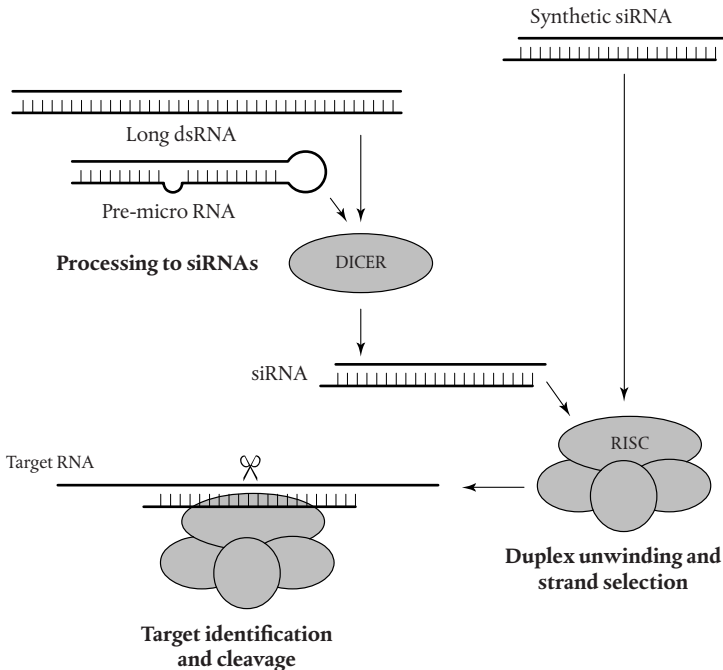 Synthetic siRNA
Long dsRNA
Pre-micro RNA
Processing to siRNAs
DICER
siRNA
RISC
Target RNA
Duplex unwinding and
strand selection
Target identification
and cleavage